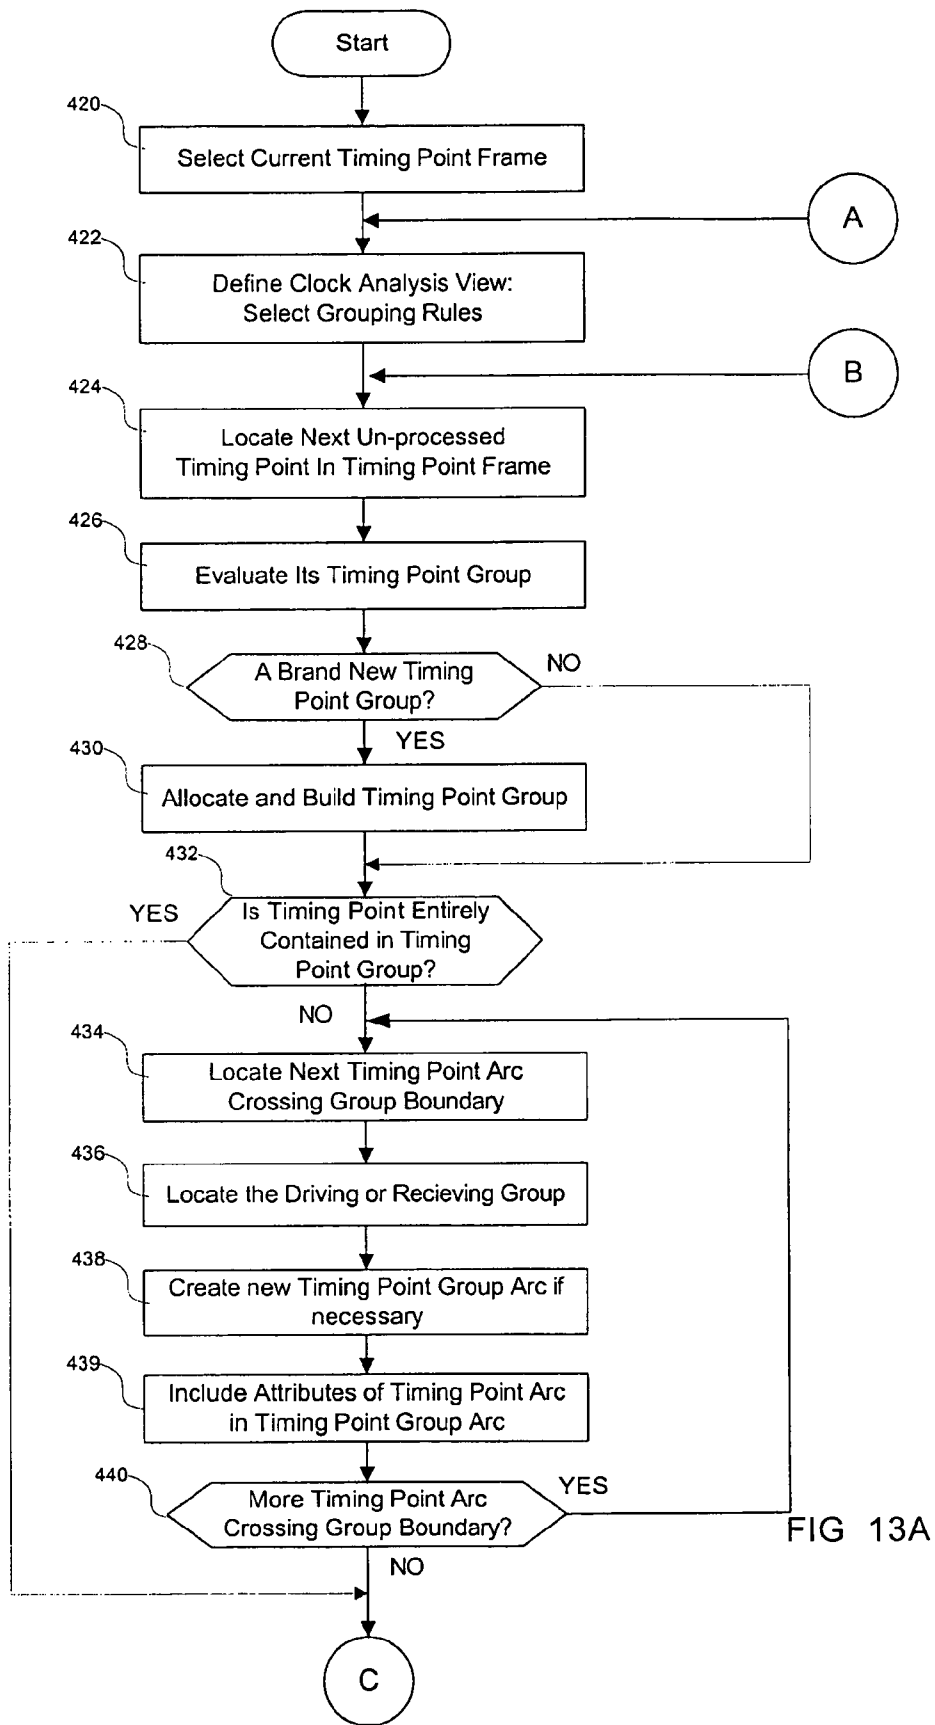 Start
420
Select Current Timing Point Frame
A
422
Define Clock Analysis View:
Select Grouping Rules
B
424
Locate Next Un-processed
Timing Point In Timing Point Frame
426
Evaluate Its Timing Point Group
428
A Brand New Timing
Point Group?
NO
YES
430
Allocate and Build Timing Point Group
432
YES
Is Timing Point Entirely
Contained in Timing
Point Group?
NO
434
Locate Next Timing Point Arc
Crossing Group Boundary
436
Locate the Driving or Recieving Group
438
Create new Timing Point Group Arc if
necessary
439
Include Attributes of Timing Point Arc
in Timing Point Group Arc
440
More Timing Point Arc
Crossing Group Boundary?
YES
FIG 13A
NO
C